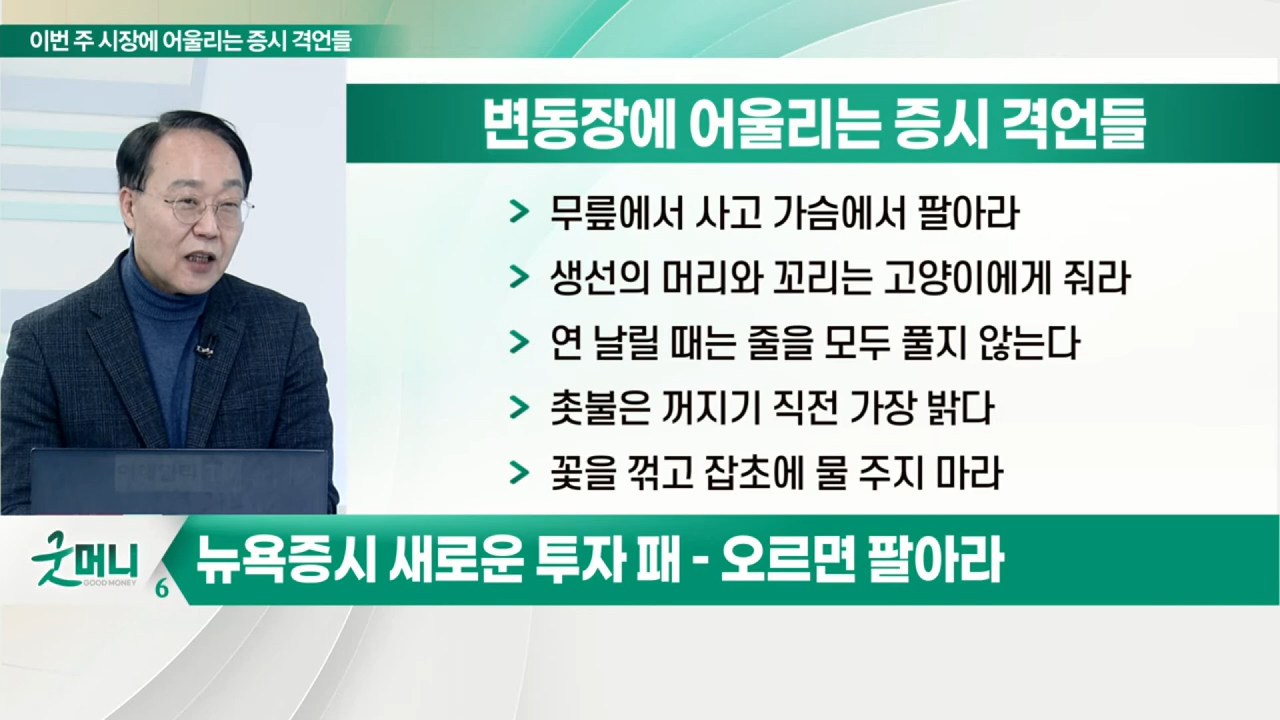 이번 주 시장에 어울리는 증시 격언들
변동장에 어울리는 증시 격언들
> 무릎에서 사고 가슴에서 팔아라
> 생선의 머리와 꼬리는 고양이에게 줘라
> 연 날릴 때는 줄을 모두 풀지 않는다
> 촛불은 꺼지기 직전 가장 밝다
> 꽃을 꺾고 잡초에 물 주지 마라
굿머니
GOOD MONEY
6
뉴욕증시 새로운 투자 패 - 오르면 팔아라